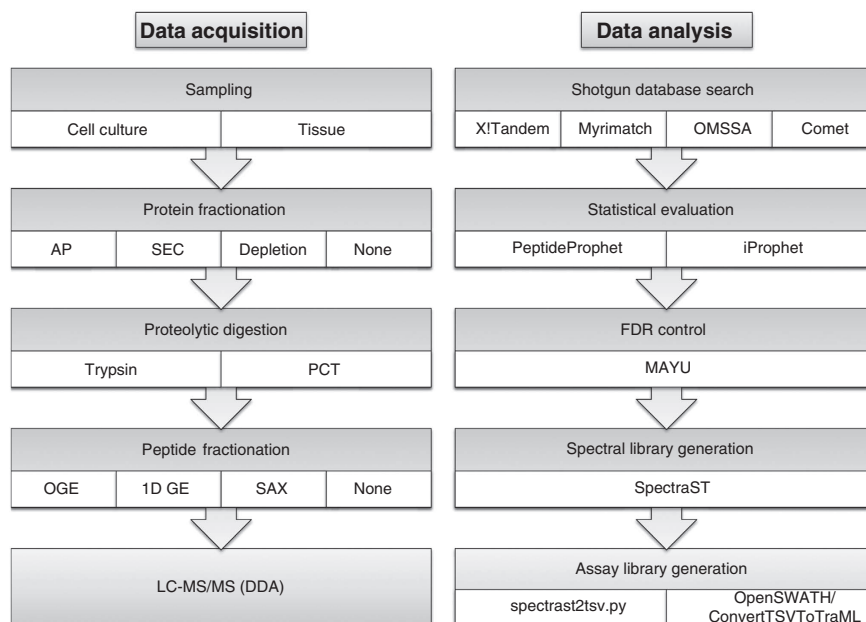 Data acquisition
Sampling
Cell culture
Tissue
Protein fractionation
AP
SEC
Depletion
None
Proteolytic digestion
Trypsin
PCT
Peptide fractionation
OGE
1D GE
SAX
None
LC-MS/MS (DDA)
Data analysis
Shotgun database search
X!Tandem
Myrimatch
OMSSA
Comet
Statistical evaluation
PeptideProphet
iProphet
FDR control
MAYU
Spectral library generation
SpectraST
Assay library generation
spectrast2tsv.py
OpenSWATH/
ConvertTSVToTraML